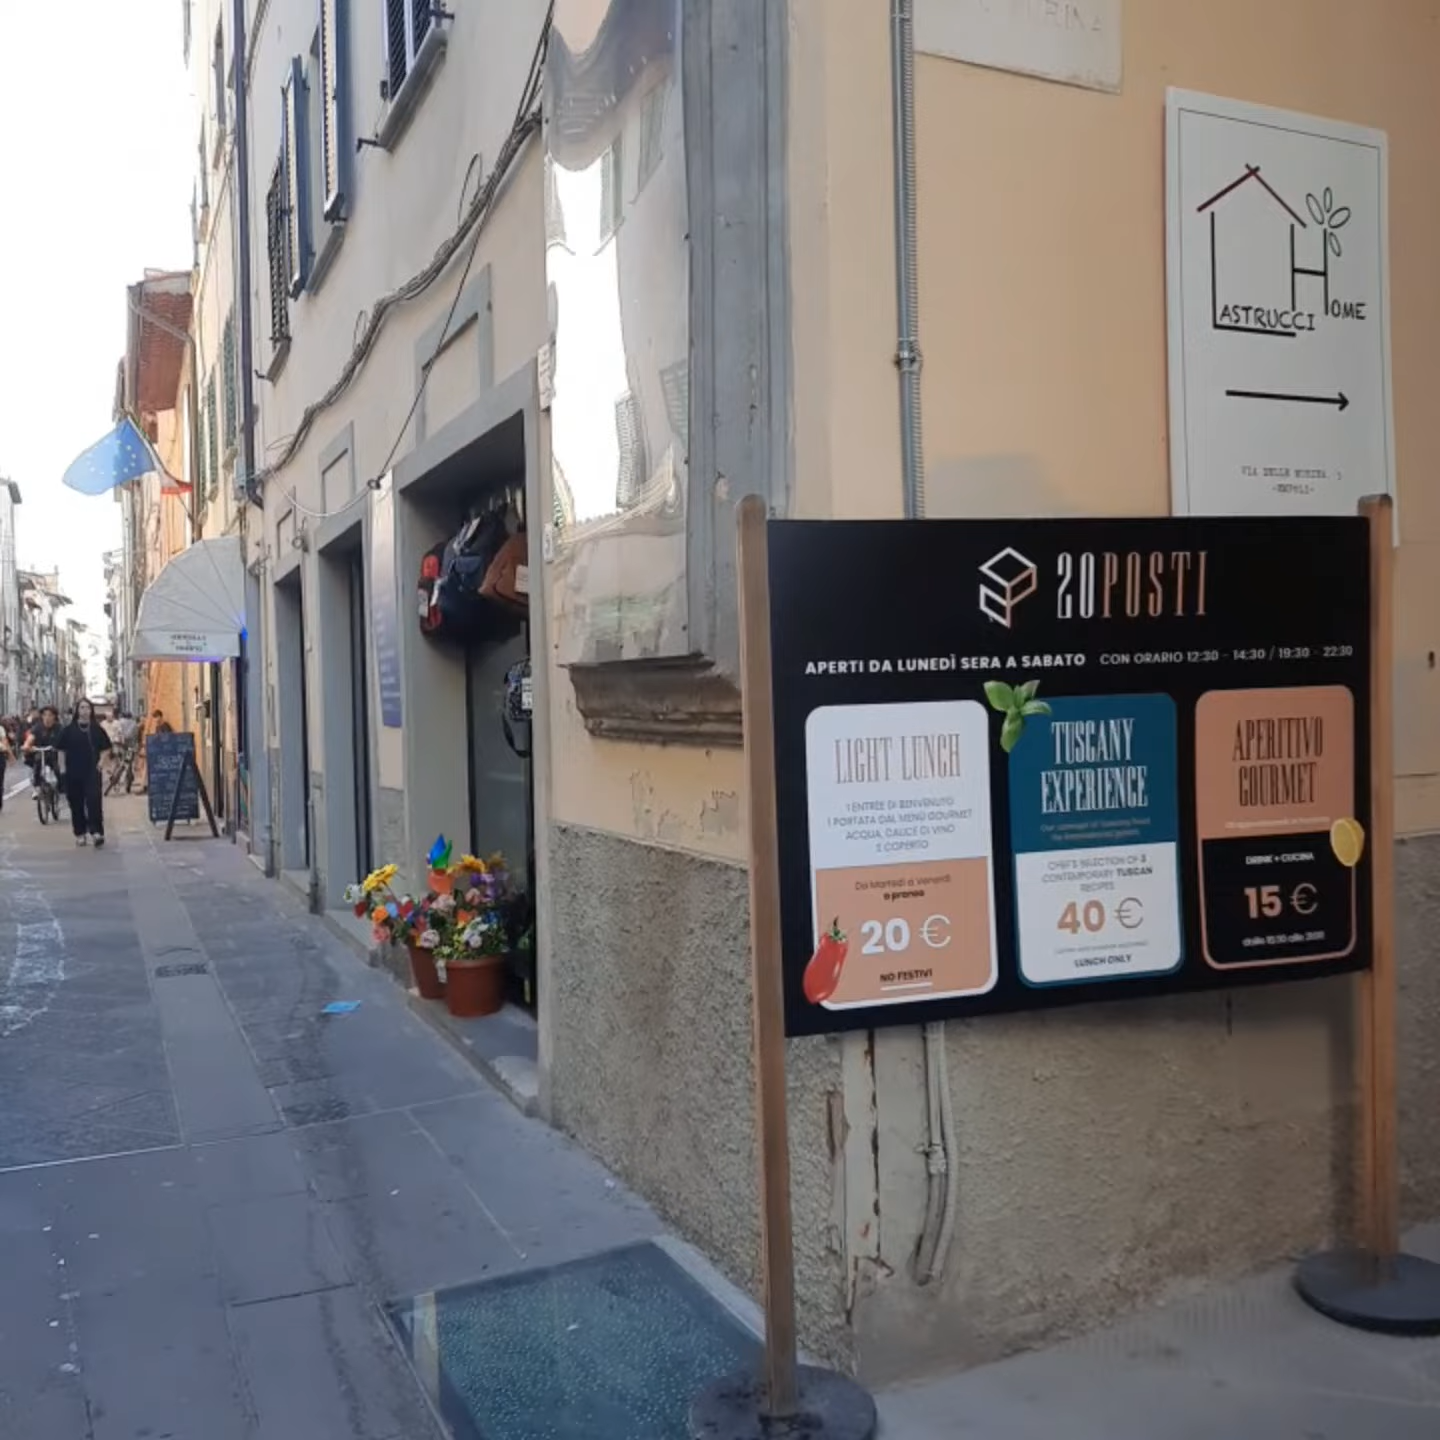 ASTRUCCI HOME
20POSTI
APERTI DA LUNEDÌ SERA A SABATO CON ORARIO 12:30 - 14:30 / 19:30 - 22:30
LIGHT LUNCH
1 ENTRÉE DI BENVENUTO
1 PORTATA DAL MENÙ GOURMET
ACQUA, CALICE DI VINO
E COPERTO
Da Martedì a Venerdì
a pranzo
20 €
NO FESTIVI
TUSCANY
EXPERIENCE
CHEF'S SELECTION OF 3
CONTEMPORARY TUSCAN
RECIPES
40 €
LUNCH ONLY
APERITIVO
GOURMET
DRINK + CUCINA
15 €